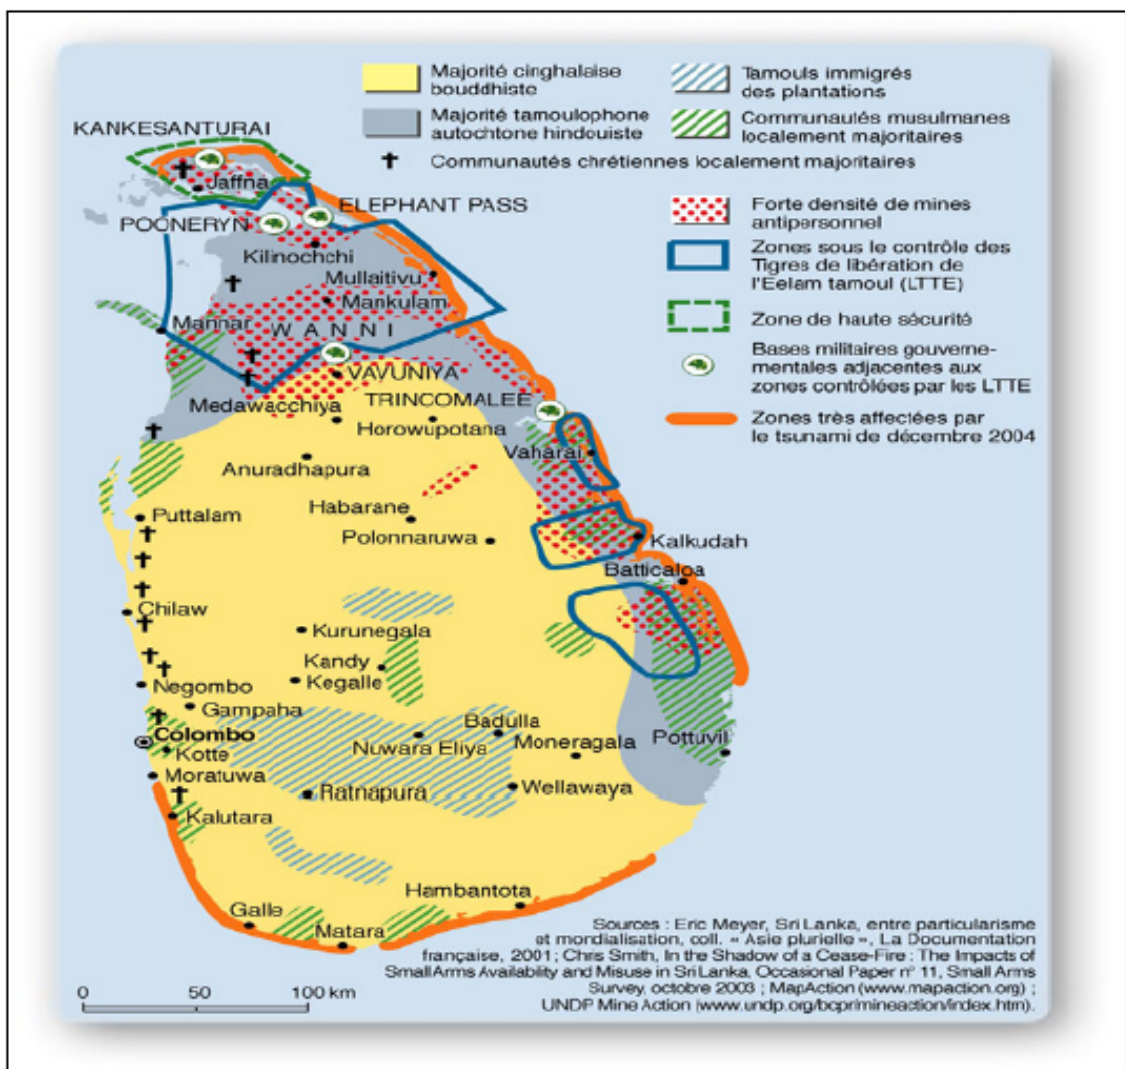 Majorité cinghalaise
bouddhiste
Majorité tamoulophone
autochtone hindouiste
Communautés chrétiennes localement majoritaires
Tamouls immigrés
des plantations
Communautés musulmanes
localement majoritaires
Forte densité de mines
antipersonnel
Zones sous le contrôle des
Tigres de libération de
l'Eelam tamoul (LTTE)
Zone de haute sécurité
Bases militaires gouverne-
mentales adjacentes aux
zones contrôlées par les LTTE
Zones très affectées par
le tsunami de décembre 2004
KANKESANTURAI
Jaffna
ELEPHANT PASS
POONERYN
Kilinochchi
Mullaitivu
Mankulam
Mannar
WANNI
VAVUNIYA
Medawacchiya
TRINCOMALEE
Horowupotana
Vaharai
Anuradhapura
Habarane
Puttalam
Polonnaruwa
Kalkudah
Batticaloa
Chilaw
Kurunegala
Kandy
Kegalle
Negombo
Gampaha
Badulla
Colombo
Nuwara Eliya
Moneragala
Pottuvil
Kotte
Moratuwa
Ratnapura
Wellawaya
Kalutara
Hambantota
Galle
Matara
Sources : Eric Meyer, Sri Lanka, entre particularisme
et mondialisation, coll. « Asie plurielle », La Documentation
française, 2001 ; Chris Smith, In the Shadow of a Cease-Fire : The Impacts of
Small Arms Availability and Misuse in Sri Lanka, Occasional Paper n° 11, Small Arms
Survey, octobre 2003 ; MapAction (www.mapaction.org) ;
UNDP Mine Action (www.undp.org/bcpr/mineaction/index.htm).
0 50 100 km